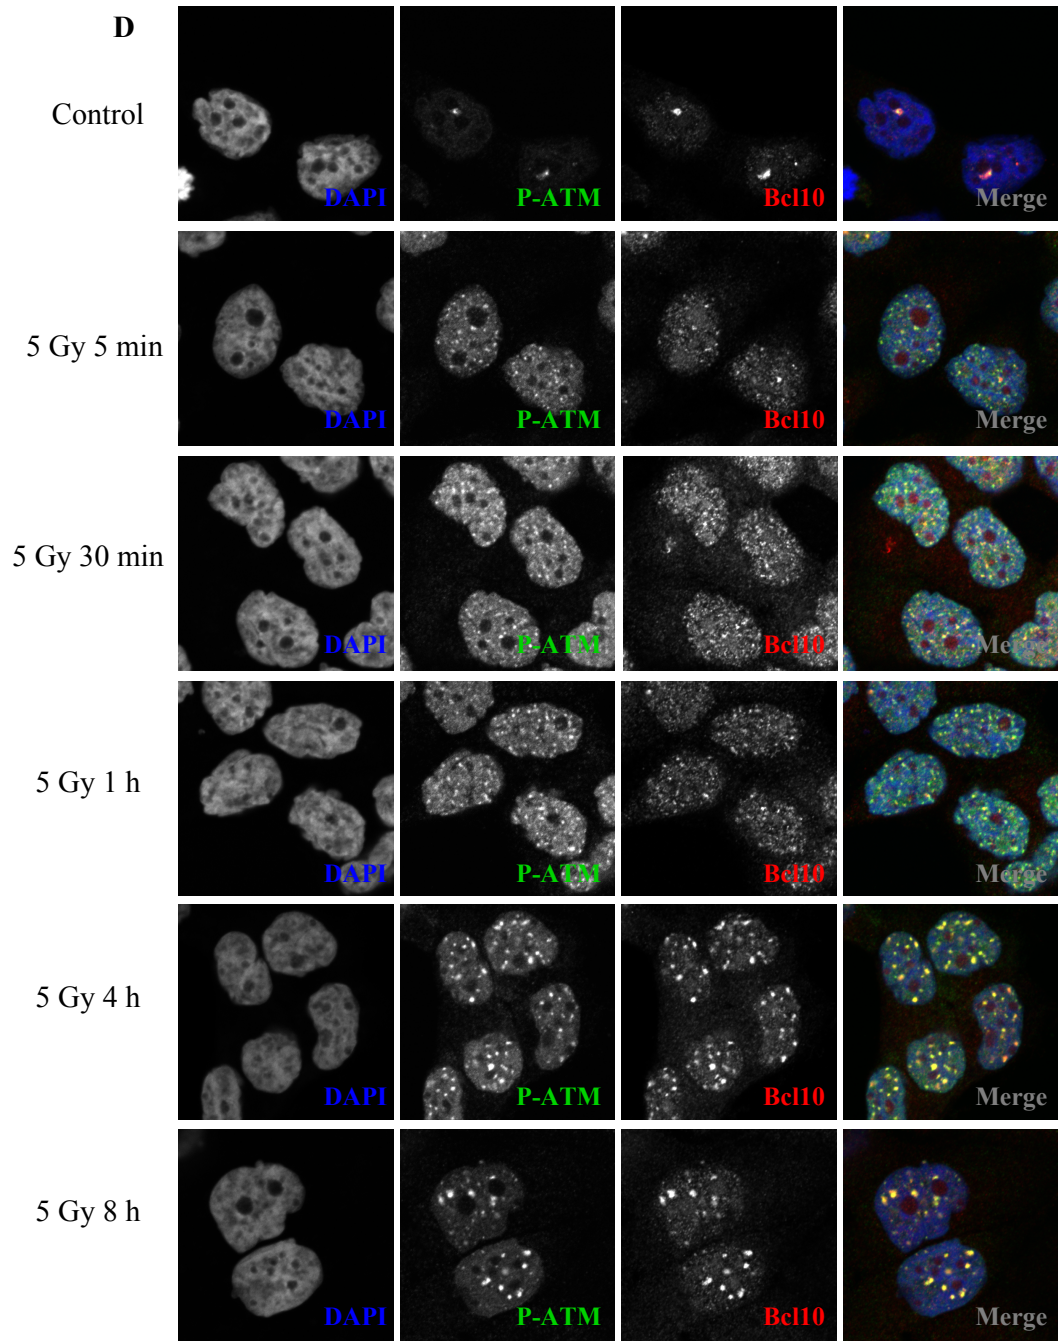 D
Control
DAPI P-ATM Bcl10 Merge
5 Gy 5 min
DAPI P-ATM Bcl10 Merge
5 Gy 30 min
DAPI P-ATM Bcl10 Merge
5 Gy 1 h
DAPI P-ATM Bcl10 Merge
5 Gy 4 h
DAPI P-ATM Bcl10 Merge
5 Gy 8 h
DAPI P-ATM Bcl10 Merge